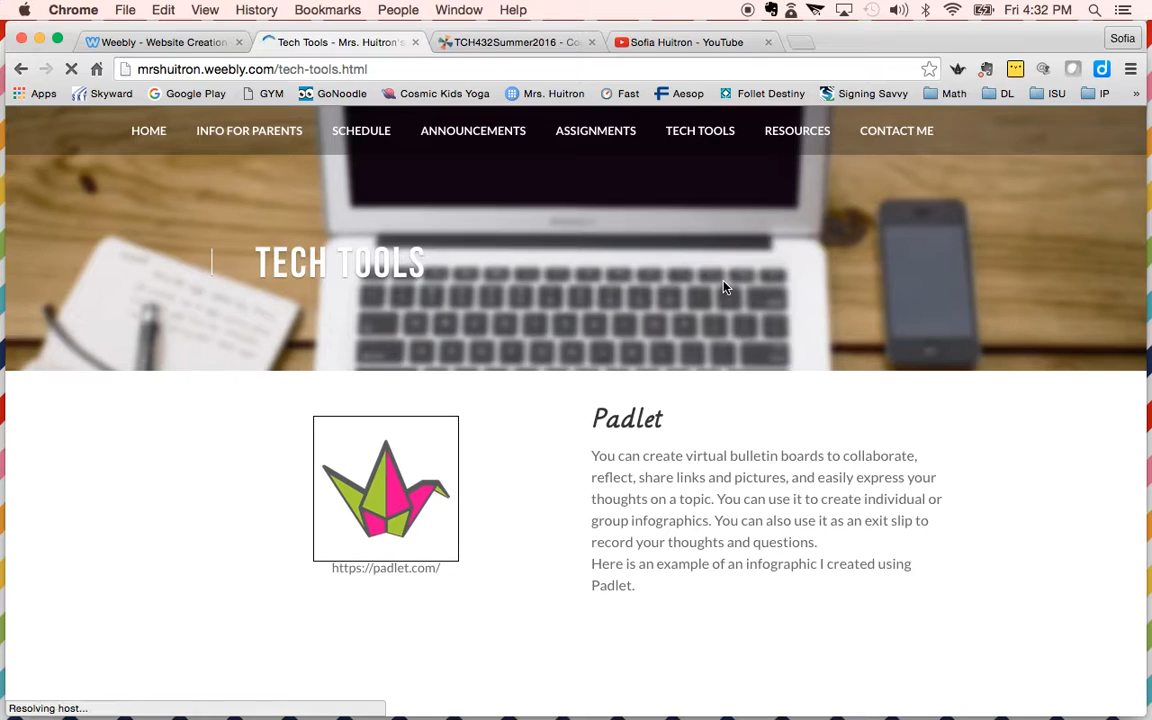 Chrome File Edit View History Bookmarks People Window Help Fri 4:32 PM
Weebly - Website Creation Tech Tools - Mrs. Huitron's TCH432Summer2016 - Co Sofia Huitron - YouTube Sofia
mrshuitron.weebly.com/tech-tools.html
Apps Skyward Google Play GYM GoNoodle Cosmic Kids Yoga Mrs. Huitron Fast Aesop Follet Destiny Signing Savvy Math DL ISU IP »
HOME INFO FOR PARENTS SCHEDULE ANNOUNCEMENTS ASSIGNMENTS TECH TOOLS RESOURCES CONTACT ME
TECH TOOLS
Padlet
You can create virtual bulletin boards to collaborate,
reflect, share links and pictures, and easily express your
thoughts on a topic. You can use it to create individual or
group infographics. You can also use it as an exit slip to
record your thoughts and questions.
Here is an example of an infographic I created using
Padlet.
https://padlet.com/
Resolving host...